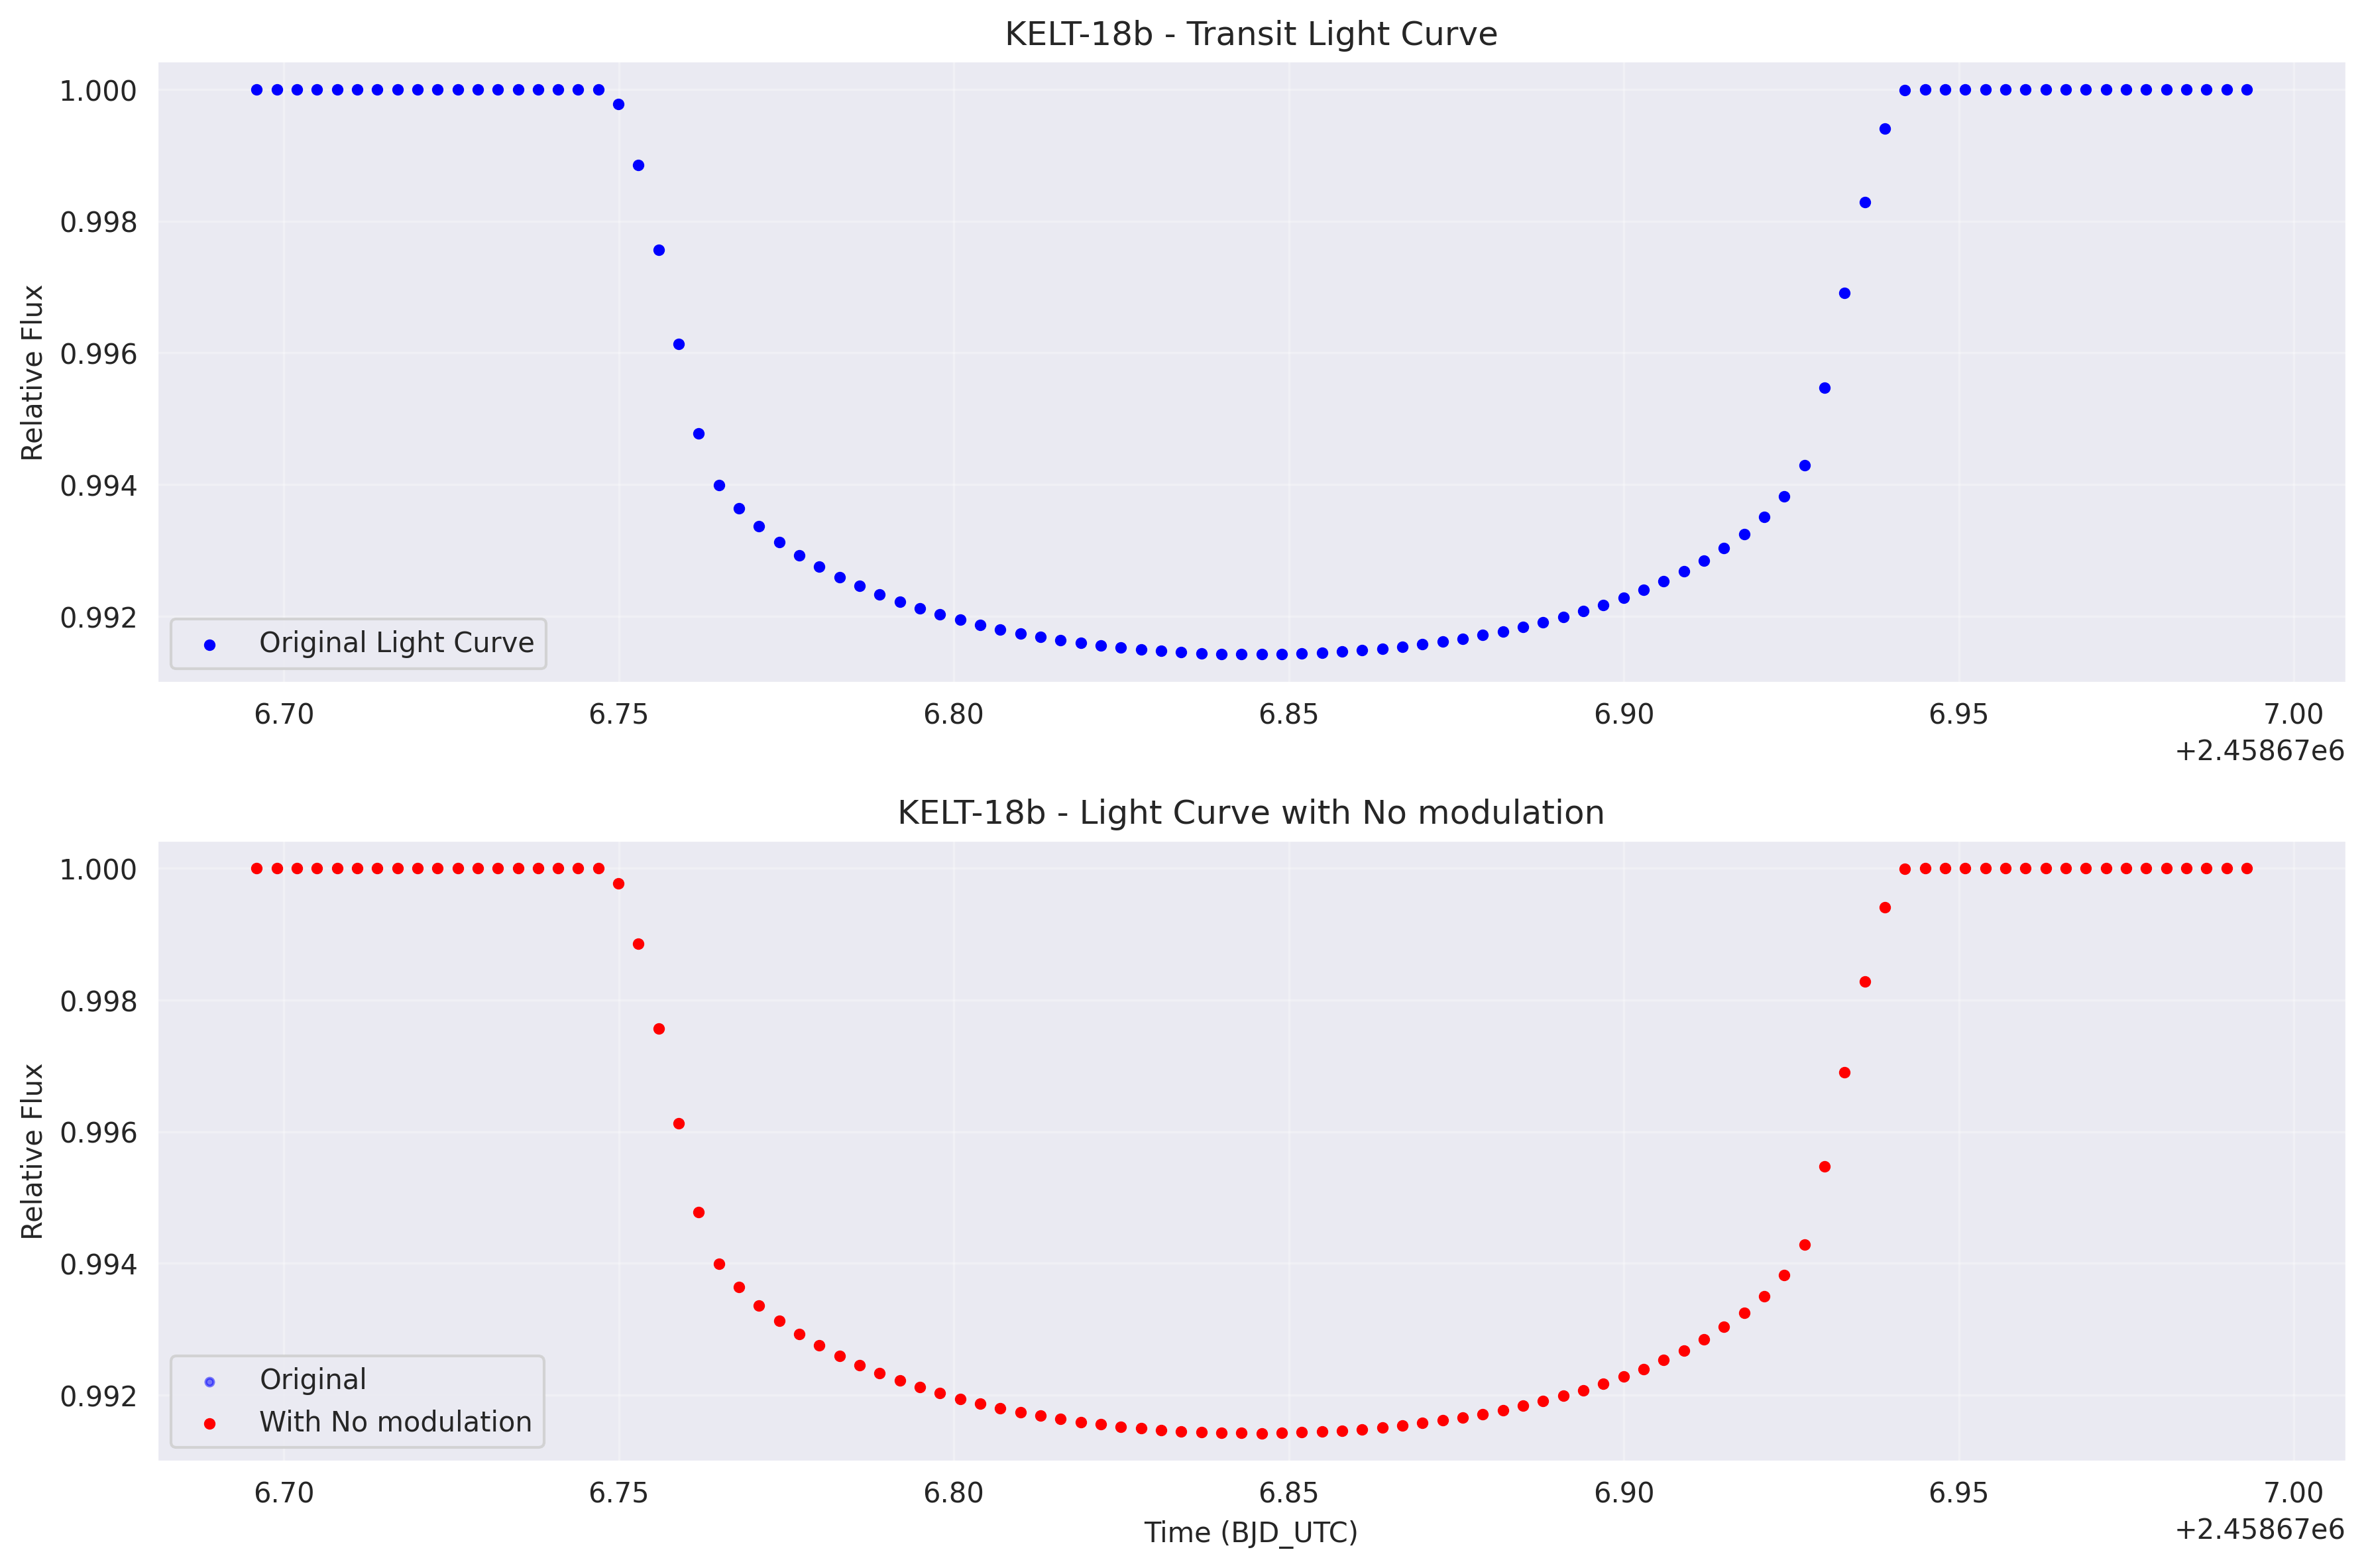 KELT-18b - Transit Light Curve
Relative Flux
1.000
0.998
0.996
0.994
0.992
Original Light Curve
6.70 6.75 6.80 6.85 6.90 6.95 7.00
+2.45867e6
KELT-18b - Light Curve with No modulation
Relative Flux
1.000
0.998
0.996
0.994
0.992
Original
With No modulation
6.70 6.75 6.80 6.85 6.90 6.95 7.00
Time (BJD_UTC)
+2.45867e6